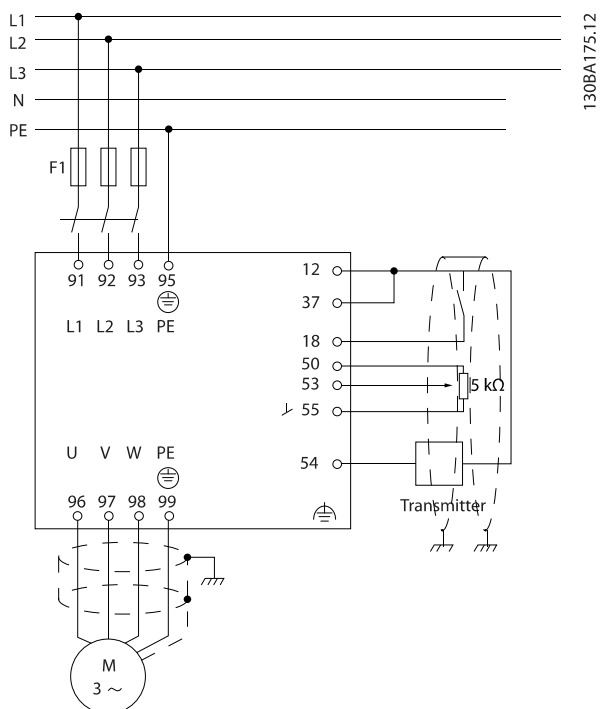 L1
L2
L3
N
PE
130BA175.12
F1
91 92 93 95
L1 L2 L3 PE
12
37
18
50
53
5 kΩ
55
54
Transmitter
U V W PE
96 97 98 99
M
3 ~